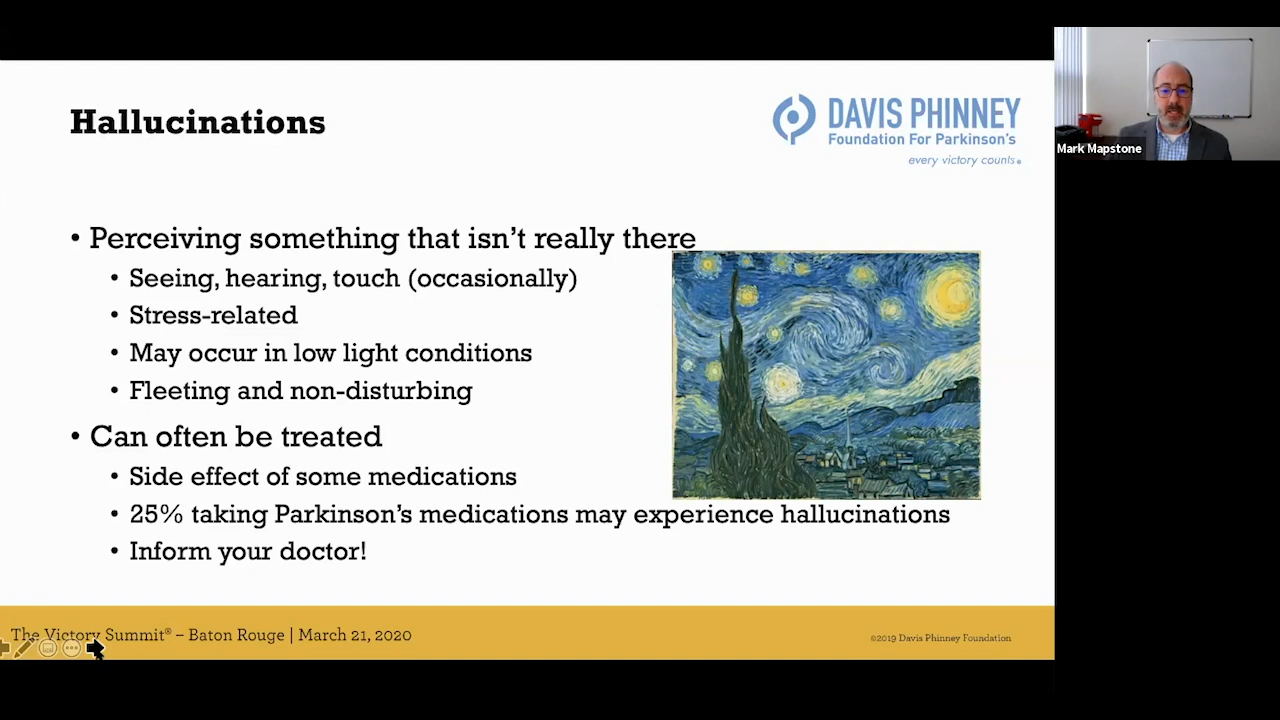 Hallucinations
DAVIS PHINNEY
Foundation For Parkinson's
every victory counts®
Mark Mapstone
• Perceiving something that isn't really there
• Seeing, hearing, touch (occasionally)
• Stress-related
• May occur in low light conditions
• Fleeting and non-disturbing
• Can often be treated
• Side effect of some medications
• 25% taking Parkinson's medications may experience hallucinations
• Inform your doctor!
The Victory Summit® – Baton Rouge | March 21, 2020
©2019 Davis Phinney Foundation